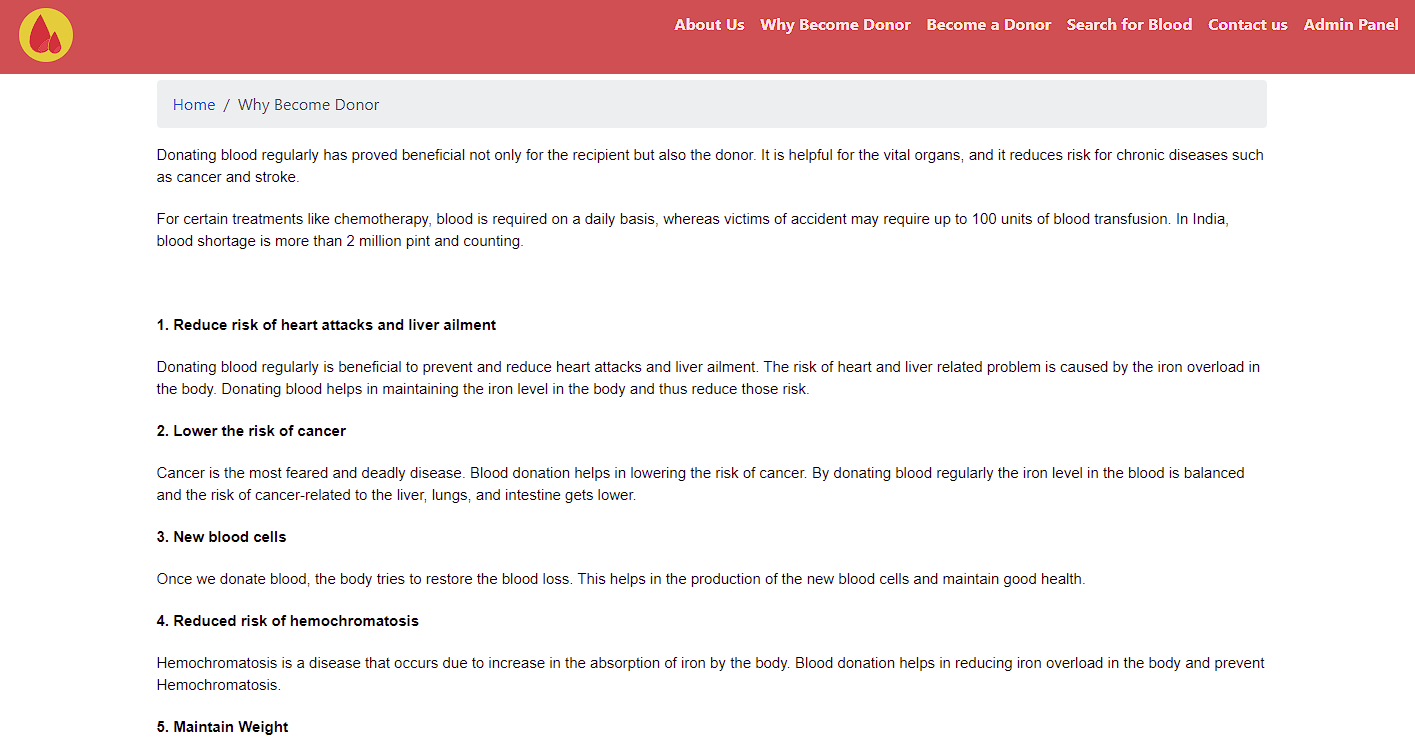 About Us Why Become Donor Become a Donor Search for Blood Contact us Admin Panel
Home / Why Become Donor
Donating blood regularly has proved beneficial not only for the recipient but also the donor. It is helpful for the vital organs, and it reduces risk for chronic diseases such
as cancer and stroke.
For certain treatments like chemotherapy, blood is required on a daily basis, whereas victims of accident may require up to 100 units of blood transfusion. In India,
blood shortage is more than 2 million pint and counting.
1. Reduce risk of heart attacks and liver ailment
Donating blood regularly is beneficial to prevent and reduce heart attacks and liver ailment. The risk of heart and liver related problem is caused by the iron overload in
the body. Donating blood helps in maintaining the iron level in the body and thus reduce those risk.
2. Lower the risk of cancer
Cancer is the most feared and deadly disease. Blood donation helps in lowering the risk of cancer. By donating blood regularly the iron level in the blood is balanced
and the risk of cancer-related to the liver, lungs, and intestine gets lower.
3. New blood cells
Once we donate blood, the body tries to restore the blood loss. This helps in the production of the new blood cells and maintain good health.
4. Reduced risk of hemochromatosis
Hemochromatosis is a disease that occurs due to increase in the absorption of iron by the body. Blood donation helps in reducing iron overload in the body and prevent
Hemochromatosis.
5. Maintain Weight